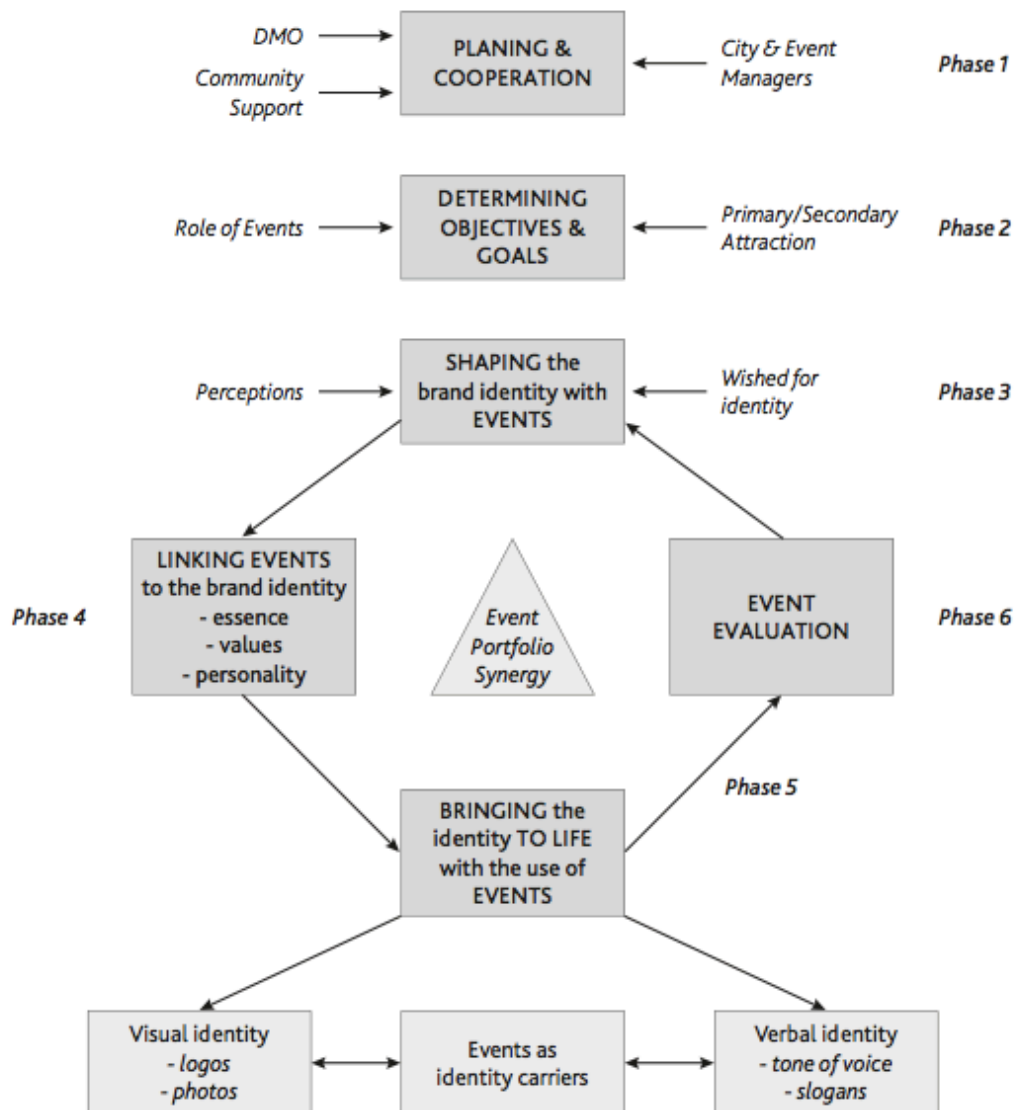 DMO
Community
Support
PLANING &
COOPERATION
City & Event
Managers
Phase 1
Role of Events
DETERMINING
OBJECTIVES &
GOALS
Primary/Secondary
Attraction
Phase 2
Perceptions
SHAPING the
brand identity with
EVENTS
Wished for
identity
Phase 3
Phase 4
LINKING EVENTS
to the brand identity
- essence
- values
- personality
Event
Portfolio
Synergy
EVENT
EVALUATION
Phase 6
Phase 5
BRINGING the
identity TO LIFE
with the use of
EVENTS
Visual identity
- logos
- photos
Events as
identity carriers
Verbal identity
- tone of voice
- slogans